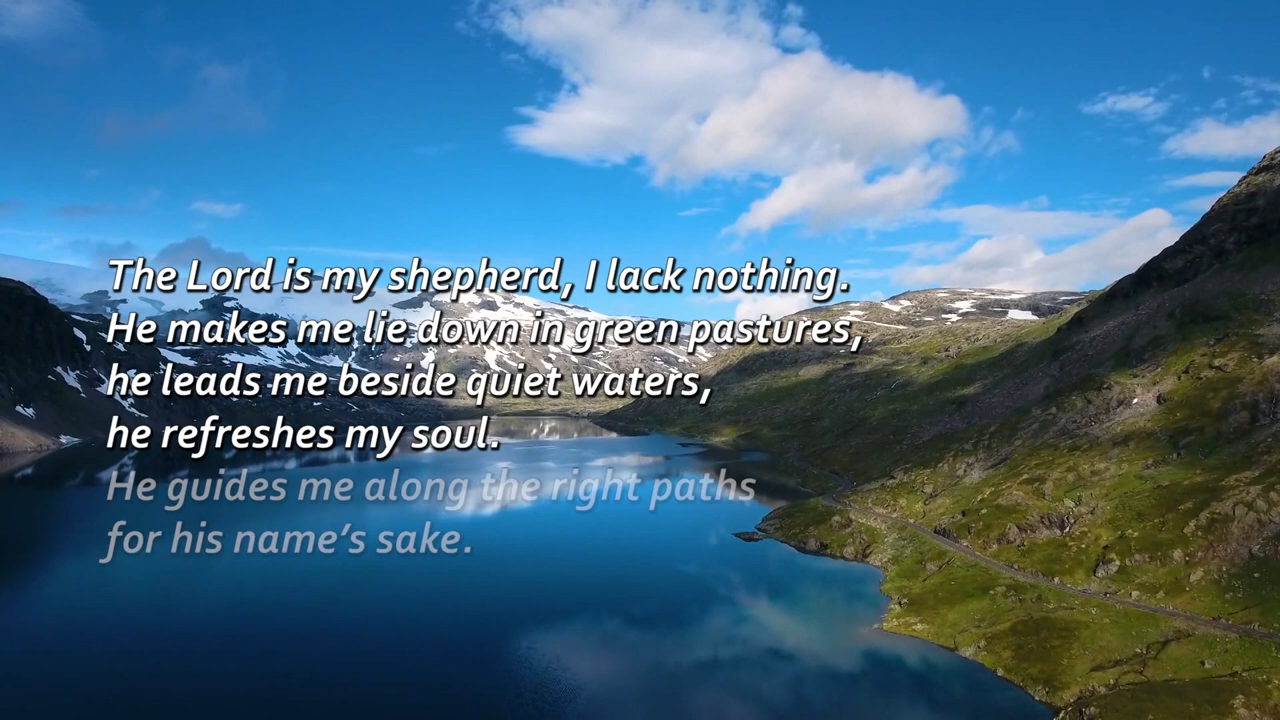 The Lord is my shepherd, I lack nothing.
He makes me lie down in green pastures,
he leads me beside quiet waters,
he refreshes my soul.
He guides me along the right paths
for his name’s sake.